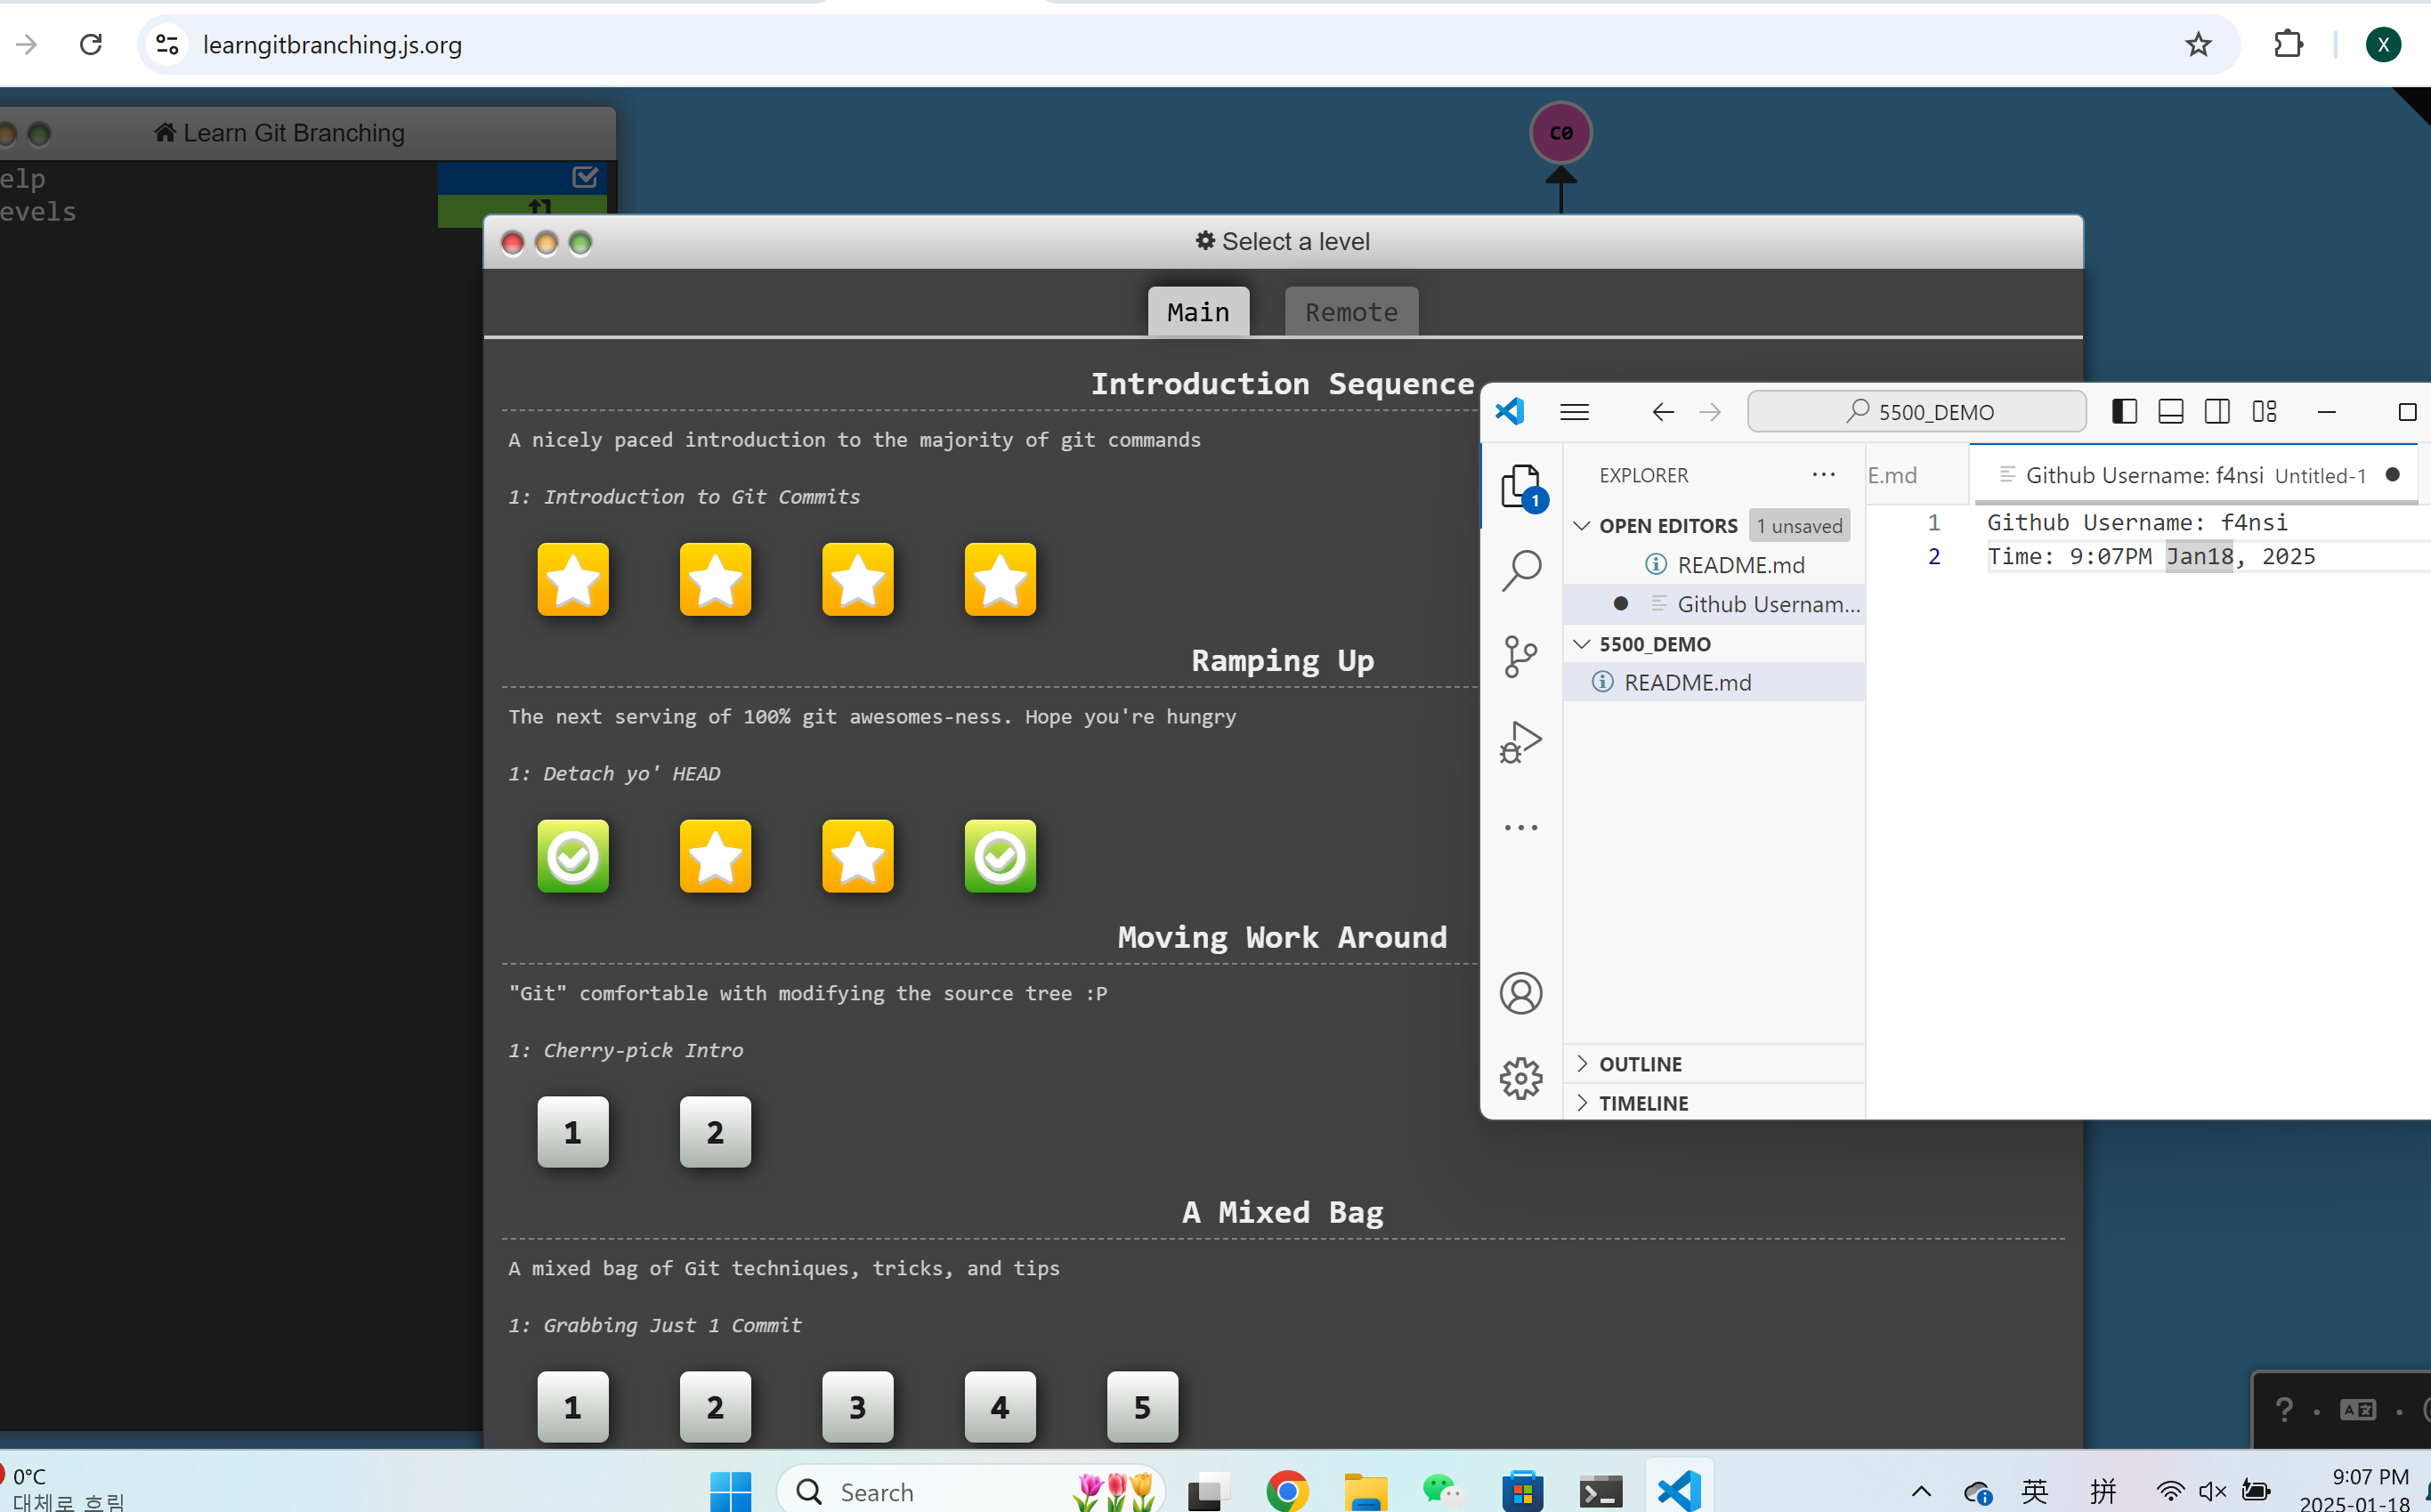 learngitbranching.js.org
X
Learn Git Branching
C0
elp
evels
Select a level
Main
Remote
Introduction Sequence
A nicely paced introduction to the majority of git commands
1: Introduction to Git Commits
Ramping Up
The next serving of 100% git awesomes-ness. Hope you're hungry
1: Detach yo' HEAD
Moving Work Around
"Git" comfortable with modifying the source tree :P
1: Cherry-pick Intro
1 2
A Mixed Bag
A mixed bag of Git techniques, tricks, and tips
1: Grabbing Just 1 Commit
1 2 3 4 5
5500_DEMO
EXPLORER
E.md
Github Username: f4nsi Untitled-1
1
OPEN EDITORS 1 unsaved
README.md
Github Usernam...
5500_DEMO
README.md
OUTLINE
TIMELINE
1 Github Username: f4nsi
2 Time: 9:07PM Jan18, 2025
?
0°C
대체로 흐림
Search
英
拼
9:07 PM
2025-01-18